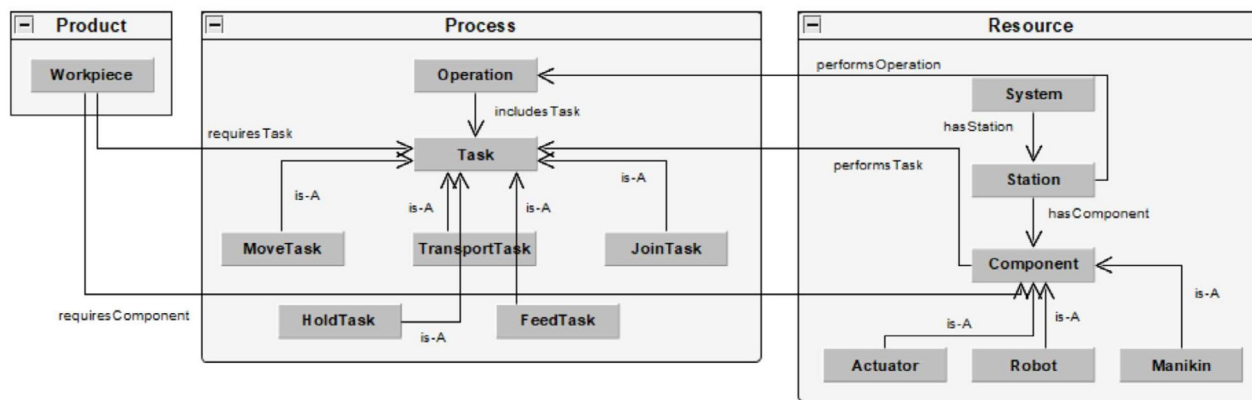 Product
Process
Resource
Workpiece
Operation
performsOperation
System
includesTask
requiresTask
hasStation
Task
performsTask
Station
is-A
is-A
is-A
is-A
hasComponent
MoveTask
TransportTask
JoinTask
Component
requiresComponent
HoldTask
is-A
FeedTask
is-A
is-A
is-A
Actuator
Robot
Manikin